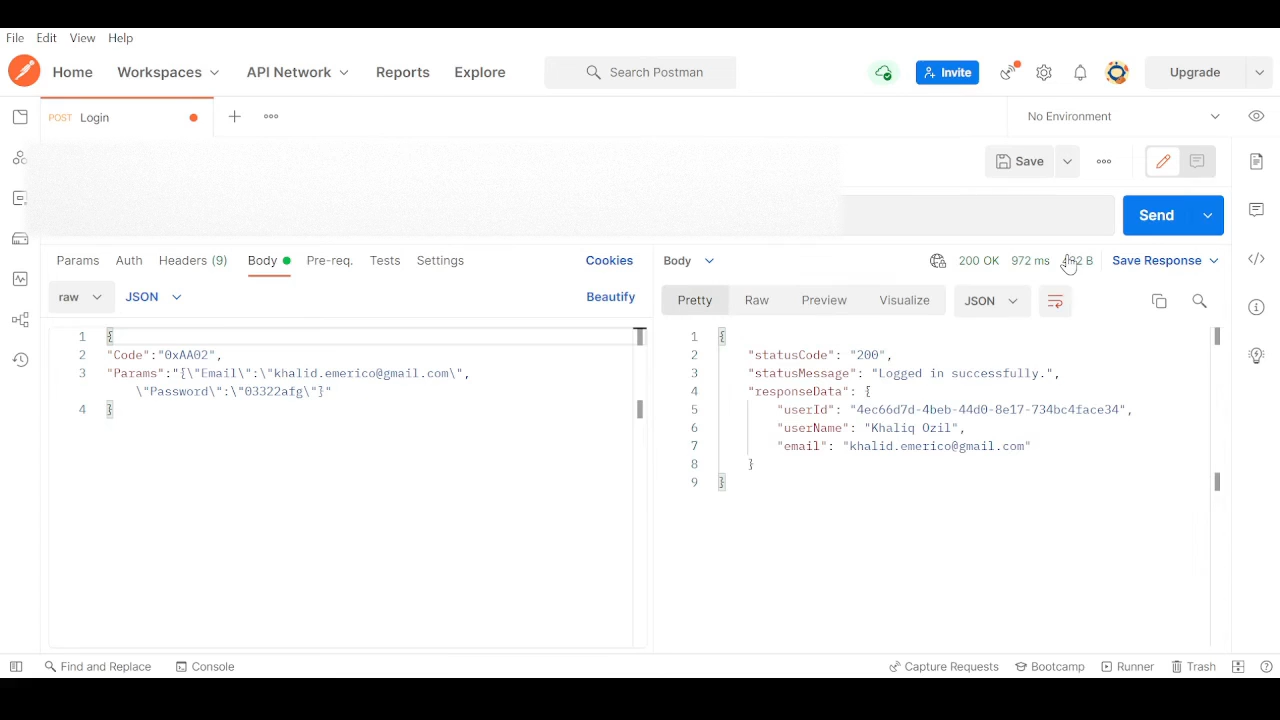 File Edit View Help
Home Workspaces API Network Reports Explore Search Postman Invite Upgrade
POST Login No Environment
Save
Send
Params Auth Headers (9) Body Pre-req. Tests Settings Cookies
Body 200 OK 972 ms B Save Response
raw JSON Beautify
Pretty Raw Preview Visualize JSON
1 {
2 "Code":"0xAA02",
3 "Params":"[\"Email\":\"khalid.emerico@gmail.com\",
\"Password\":\"03322afg\"}"
4 }
1 {
2 "statusCode": "200",
3 "statusMessage": "Logged in successfully.",
4 "responseData": {
5 "userId": "4ec66d7d-4beb-44d0-8e17-734bc4face34",
6 "userName": "Khaliq Ozil",
7 "email": "khalid.emerico@gmail.com"
8 }
9 }
Find and Replace Console Capture Requests Bootcamp Runner Trash